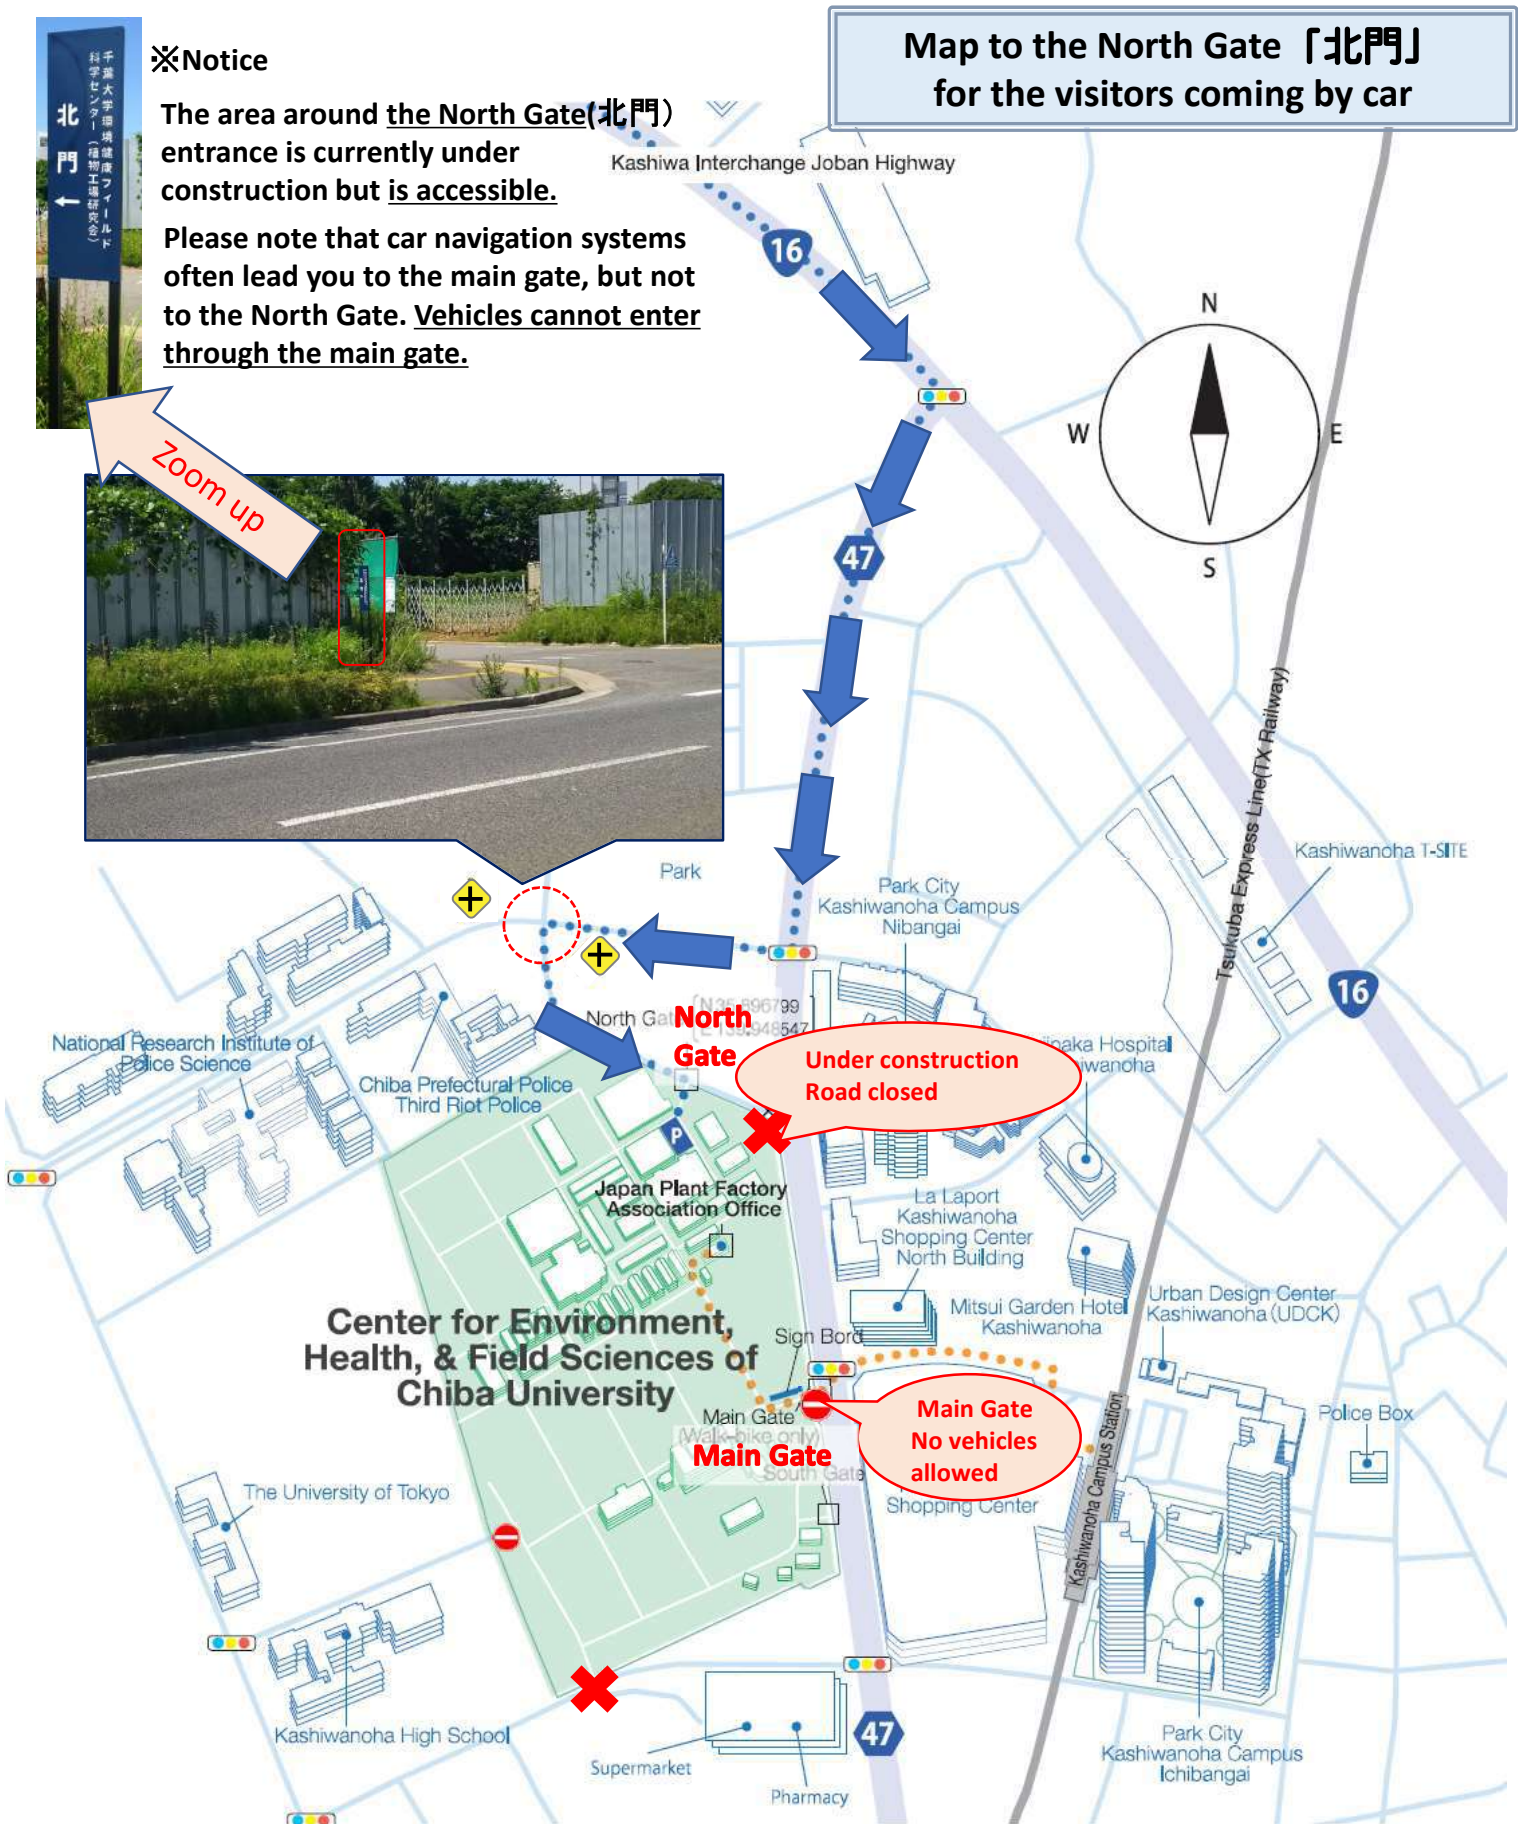 Map to the North Gate「北門」
for the visitors coming by car
千葉大学環境健康フィールド
科学センター(植物工場研究会)
北門
←
※Notice
The area around the North Gate(北門)
entrance is currently under
construction but is accessible.
Please note that car navigation systems
often lead you to the main gate, but not
to the North Gate. Vehicles cannot enter
through the main gate.
Kashiwa Interchange Joban Highway
16
N
W
E
S
Zoom up
47
Tsukuba Express Line(TX Railway)
Kashiwanoha T-SITE
Park
Park City
Kashiwanoha Campus
Nibangai
16
North Gate
N 35.896799
E 139.948547
North
Gate
National Research Institute of
Police Science
Chiba Prefectural Police
Third Riot Police
Under construction
Road closed
Hospital
P
Japan Plant Factory
Association Office
La Laport
Kashiwanoha
Shopping Center
North Building
Mitsui Garden Hotel
Kashiwanoha
Urban Design Center
Kashiwanoha (UDCK)
Center for Environment,
Health, & Field Sciences of
Chiba University
Sign Bord
Main Gate
(Walk-bike only)
Main Gate
South Gate
Main Gate
No vehicles
allowed
Shopping Center
Police Box
Kashiwanoha Campus Station
The University of Tokyo
Kashiwanoha High School
Supermarket
Pharmacy
47
Park City
Kashiwanoha Campus
Ichibangai